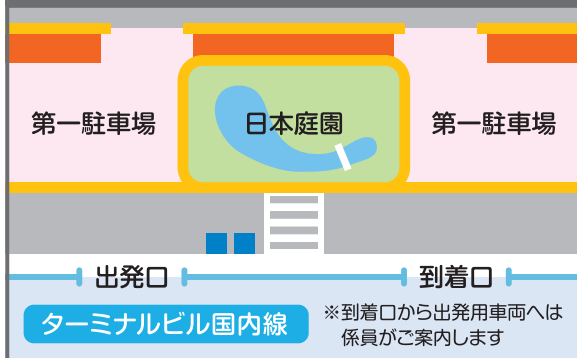 第一駐車場
日本庭園
第一駐車場
出発口
到着口
ターミナルビル国内線
※到着口から出発用車両へは
係員がご案内します